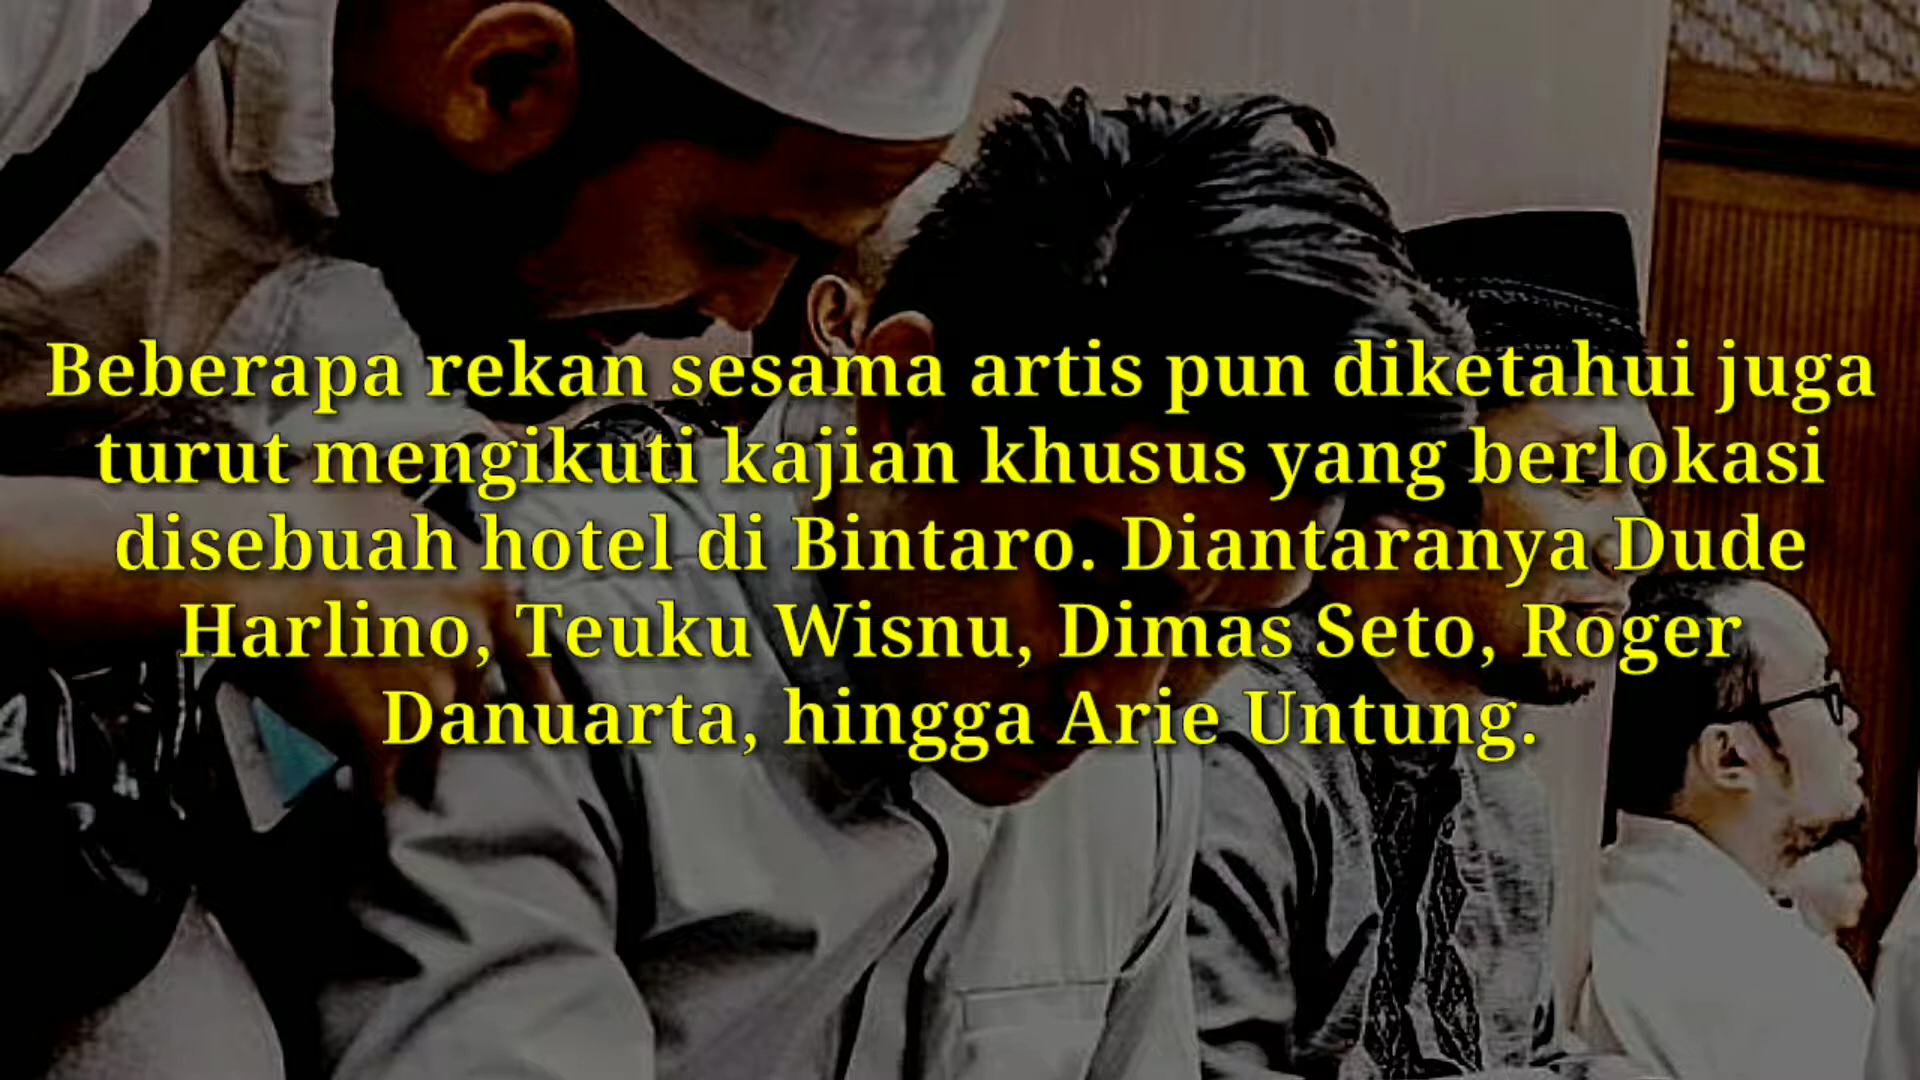 Beberapa rekan sesama artis pun diketahui juga
turut mengikuti kajian khusus yang berlokasi
disebuah hotel di Bintaro. Diantaranya Dude
Harlino, Teuku Wisnu, Dimas Seto, Roger
Danuarta, hingga Arie Untung.